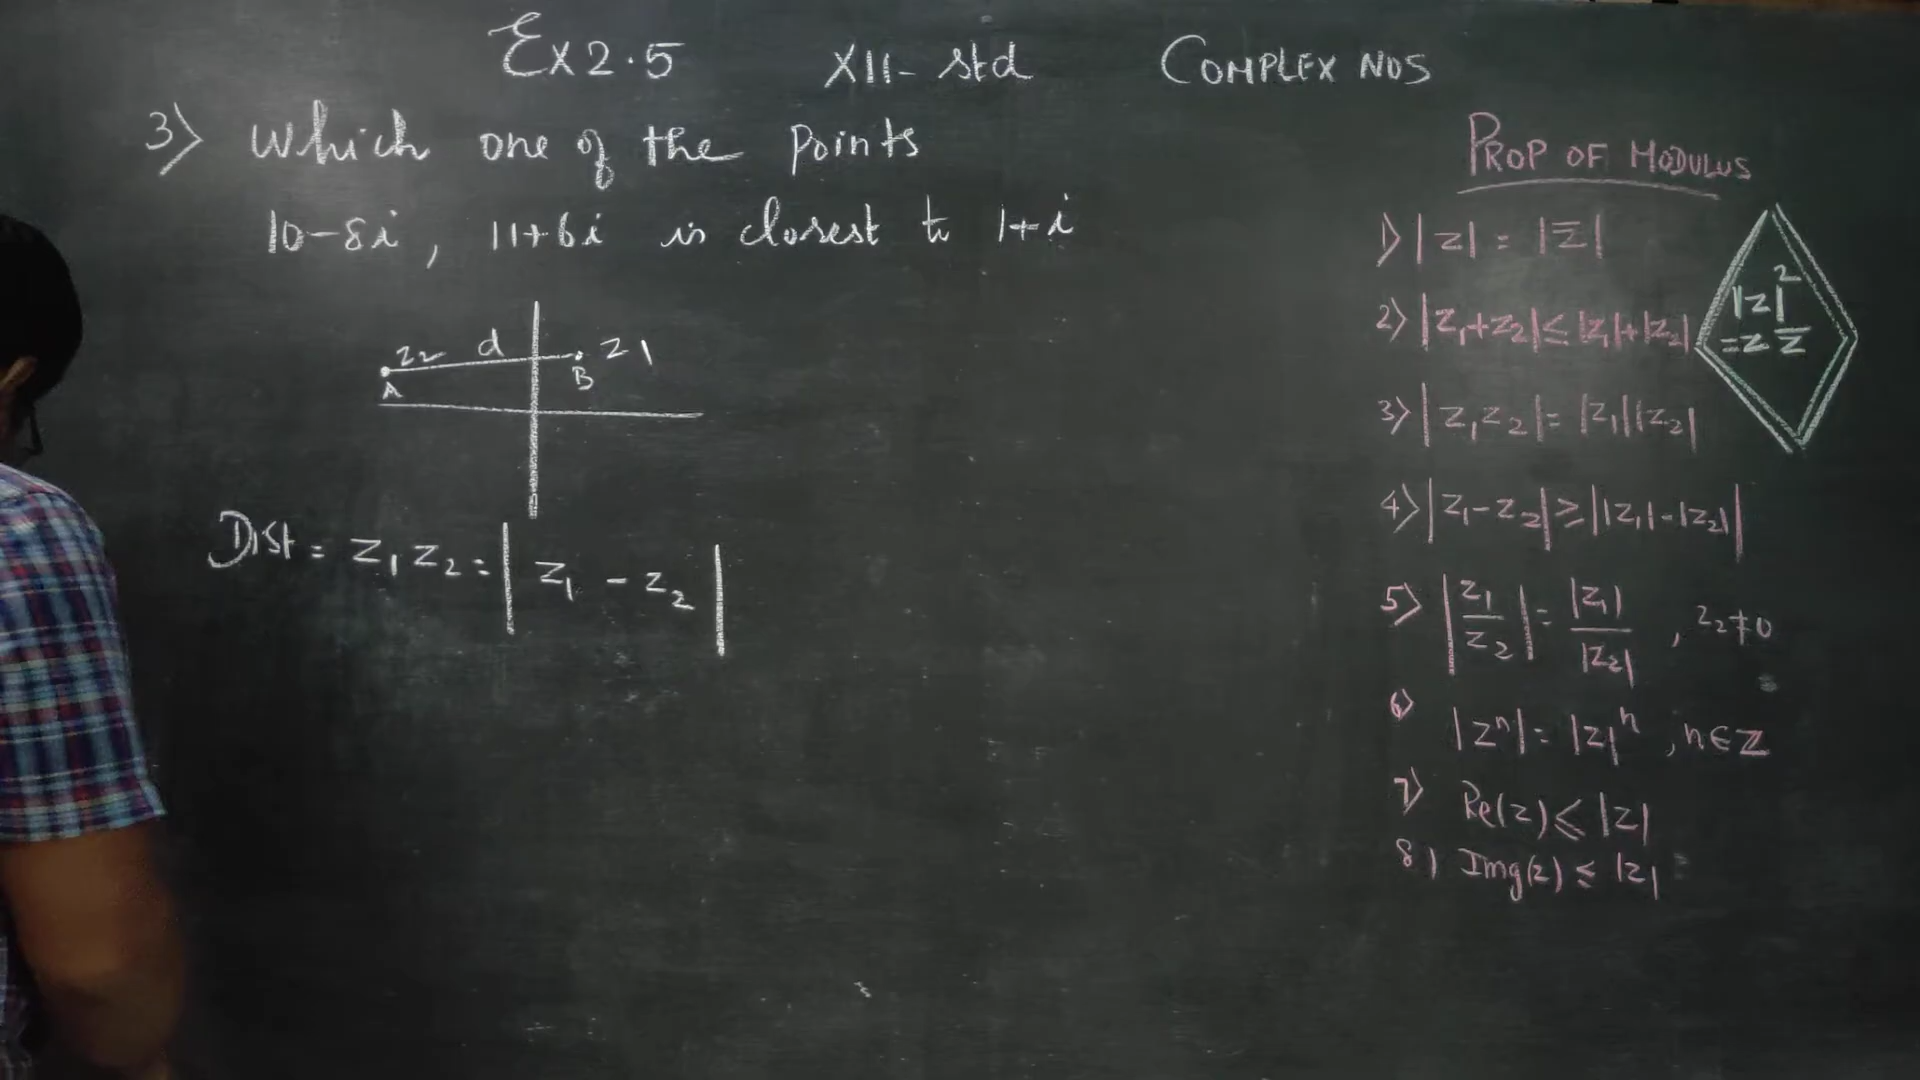 Ex 2.5 XII- std COMPLEX NOS
3) Which one of the points
10-8i, 11+6i is closest to 1+i
z2 d z1
A B
Dist = z₁ z₂ = | z₁ - z₂ |
PROP OF MODULUS
1) |z| = |z̅|
2) |z₁+z₂| ≤ |z₁|+|z₂|
3) |z₁z₂| = |z₁||z₂|
4) |z₁-z₂| ≥ ||z₁|-|z₂||
5) |z₁/z₂| = |z₁|/|z₂| , z₂≠0
6) |zⁿ| = |z|ⁿ , n∈Z
7) Re(z) ≤ |z|
8) Img(z) ≤ |z|
|z|²
= z z̅